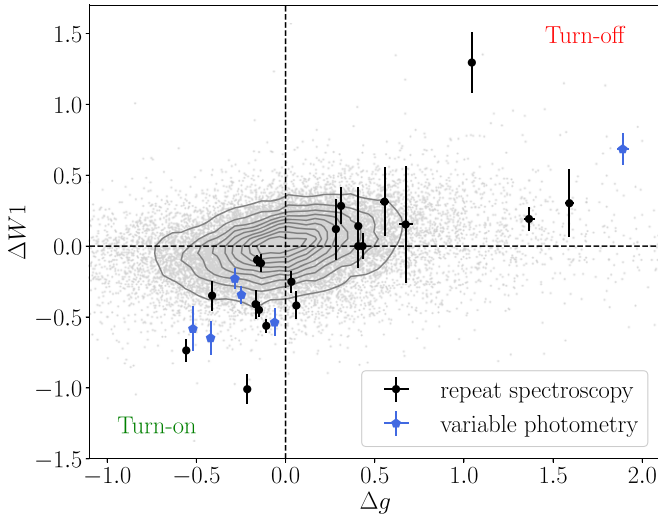 Turn-off
Turn-on
1.5
1.0
0.5
0.0
−0.5
−1.0
−1.5
ΔW1
repeat spectroscopy
variable photometry
−1.0 −0.5 0.0 0.5 1.0 1.5 2.0
Δg